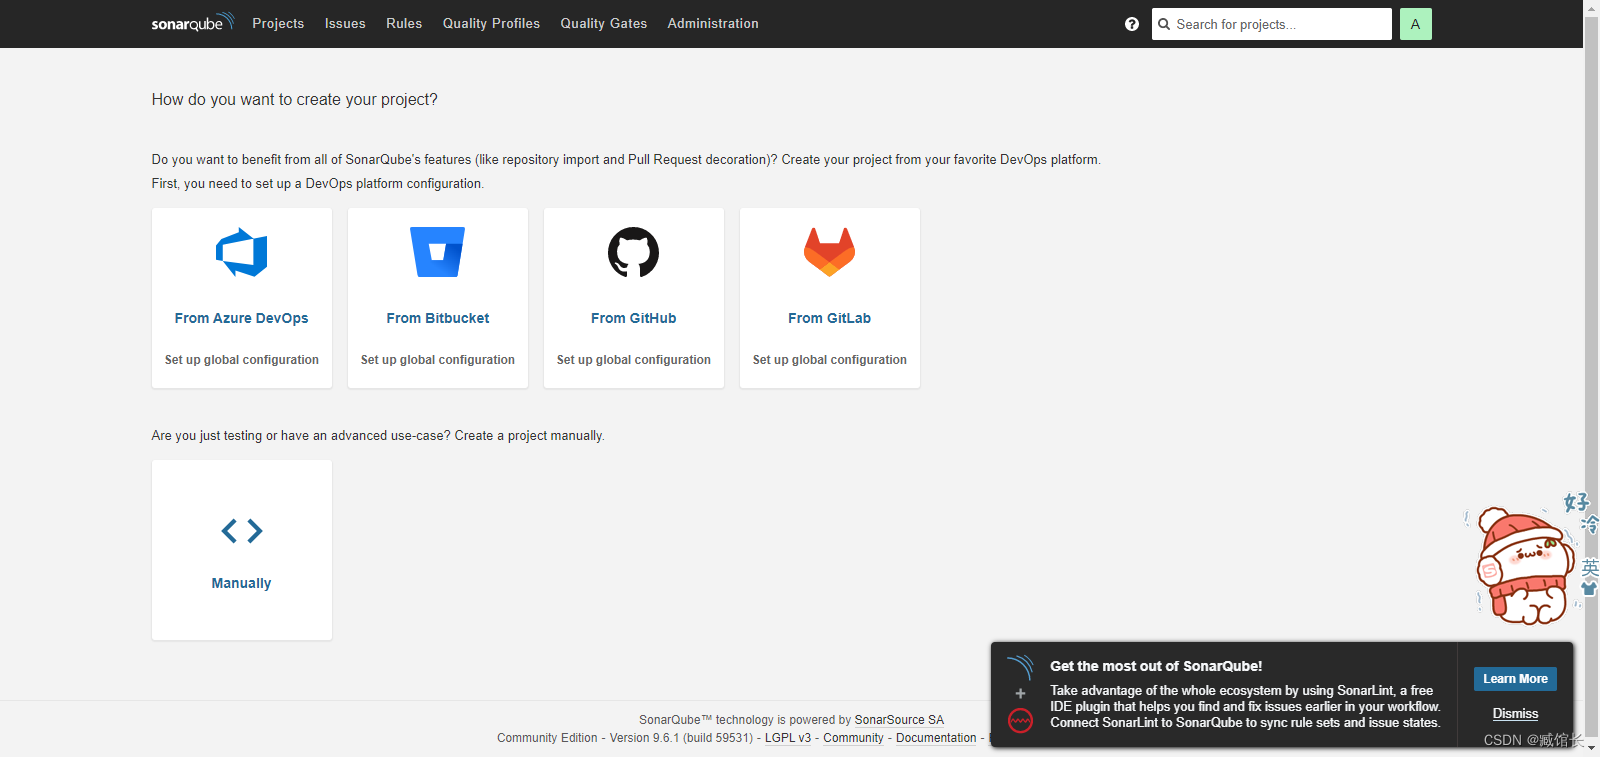 sonarqube Projects Issues Rules Quality Profiles Quality Gates Administration ? Search for projects... A
How do you want to create your project?
Do you want to benefit from all of SonarQube's features (like repository import and Pull Request decoration)? Create your project from your favorite DevOps platform.
First, you need to set up a DevOps platform configuration.
From Azure DevOps From Bitbucket From GitHub From GitLab
Set up global configuration Set up global configuration Set up global configuration Set up global configuration
Are you just testing or have an advanced use-case? Create a project manually.
Manually
好
冷
英
S
Get the most out of SonarQube!
Take advantage of the whole ecosystem by using SonarLint, a free
IDE plugin that helps you find and fix issues earlier in your workflow.
Connect SonarLint to SonarQube to sync rule sets and issue states.
Learn More
Dismiss
SonarQube™ technology is powered by SonarSource SA
Community Edition - Version 9.6.1 (build 59531) - LGPL v3 - Community - Documentation -
CSDN @臧馆长